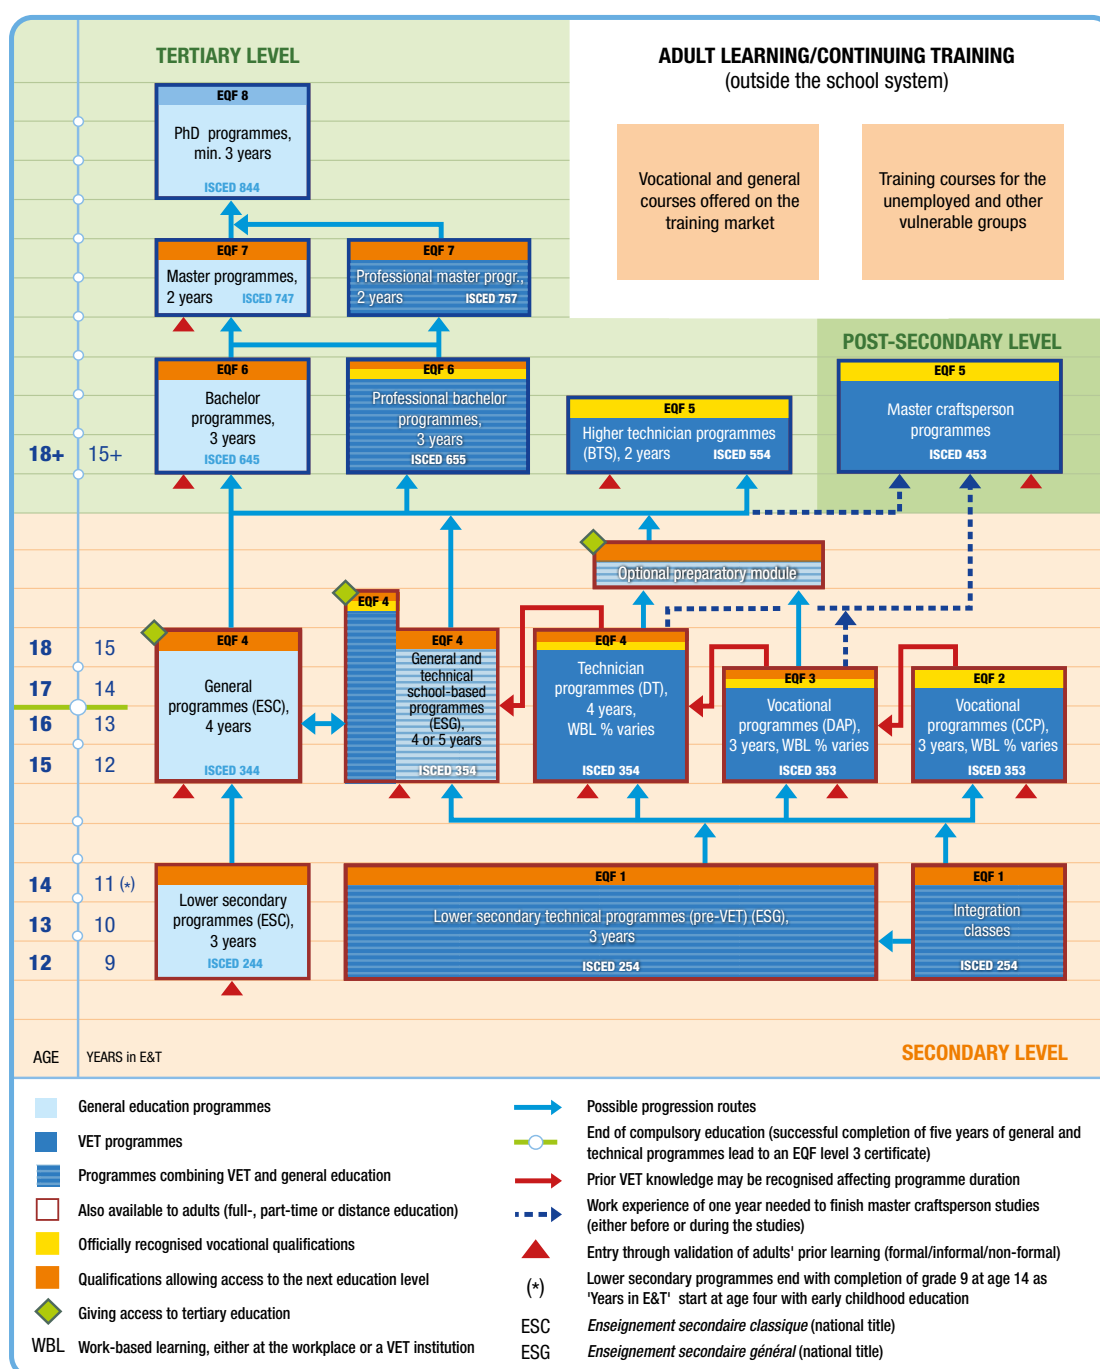 TERTIARY LEVEL
ADULT LEARNING/CONTINUING TRAINING
(outside the school system)
Vocational and general
courses offered on the
training market
Training courses for the
unemployed and other
vulnerable groups
EQF 8
PhD programmes,
min. 3 years
ISCED 844
EQF 7
Master programmes,
2 years ISCED 747
EQF 7
Professional master progr.,
2 years ISCED 757
POST-SECONDARY LEVEL
EQF 6
Bachelor
programmes,
3 years
ISCED 645
EQF 6
Professional bachelor
programmes,
3 years
ISCED 655
EQF 5
Higher technician programmes
(BTS), 2 years ISCED 554
EQF 5
Master craftsperson
programmes
ISCED 453
18+ 15+
Optional preparatory module
EQF 4
General
programmes (ESC),
4 years
ISCED 344
EQF 4
EQF 4
General and
technical
school-based
programmes
(ESG),
4 or 5 years
ISCED 354
EQF 4
Technician
programmes (DT),
4 years,
WBL % varies
ISCED 354
EQF 3
Vocational
programmes (DAP),
3 years, WBL % varies
ISCED 353
EQF 2
Vocational
programmes (CCP),
3 years, WBL % varies
ISCED 353
18 15
17 14
16 13
15 12
EQF 1
EQF 1
14 11 (*)
13 10
12 9
Lower secondary
programmes (ESC),
3 years
ISCED 244
Lower secondary technical programmes (pre-VET) (ESG),
3 years
ISCED 254
Integration
classes
ISCED 254
AGE YEARS in E&T
SECONDARY LEVEL
General education programmes
VET programmes
Programmes combining VET and general education
Also available to adults (full-, part-time or distance education)
Officially recognised vocational qualifications
Qualifications allowing access to the next education level
Giving access to tertiary education
WBL Work-based learning, either at the workplace or a VET institution
Possible progression routes
End of compulsory education (successful completion of five years of general and
technical programmes lead to an EQF level 3 certificate)
Prior VET knowledge may be recognised affecting programme duration
Work experience of one year needed to finish master craftsperson studies
(either before or during the studies)
Entry through validation of adults' prior learning (formal/informal/non-formal)
(*) Lower secondary programmes end with completion of grade 9 at age 14 as
'Years in E&T' start at age four with early childhood education
ESC Enseignement secondaire classique (national title)
ESG Enseignement secondaire général (national title)